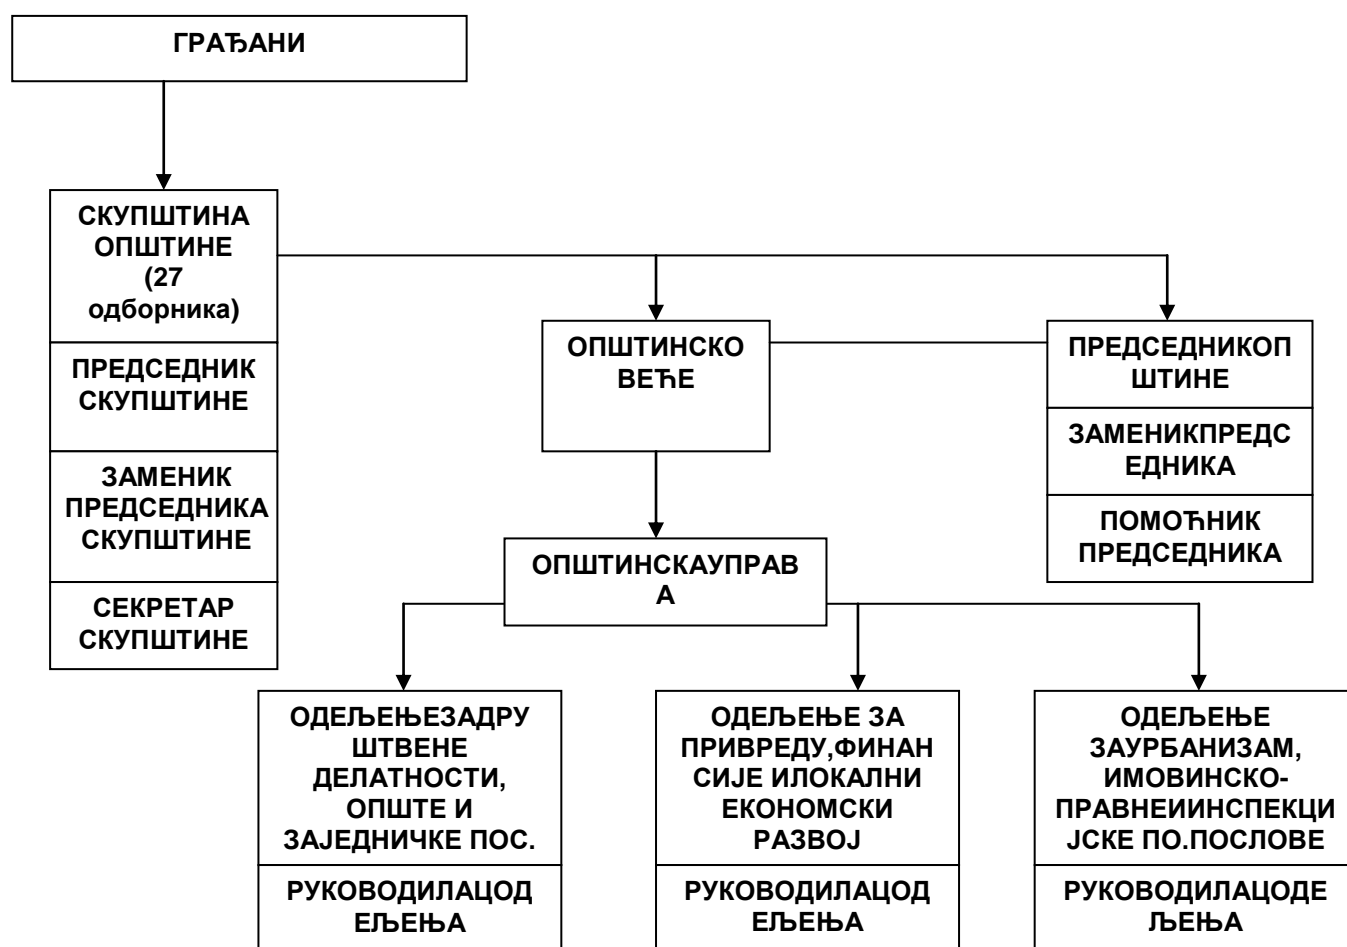 ГРАЂАНИ
СКУПШТИНА
ОПШТИНЕ
(27
одборника)
ПРЕДСЕДНИК
СКУПШТИНЕ
ЗАМЕНИК
ПРЕДСЕДНИКА
СКУПШТИНЕ
СЕКРЕТАР
СКУПШТИНЕ
ОПШТИНСКО
ВЕЋЕ
ПРЕДСЕДНИКОП
ШТИНЕ
ЗАМЕНИКПРЕДС
ЕДНИКА
ПОМОЋНИК
ПРЕДСЕДНИКА
ОПШТИНСКАУПРАВ
А
ОДЕЉЕЊЕЗАДРУ
ШТВЕНЕ
ДЕЛАТНОСТИ,
ОПШТЕ И
ЗАЈЕДНИЧКЕ ПОС.
РУКОВОДИЛАЦОД
ЕЉЕЊА
ОДЕЉЕЊЕ ЗА
ПРИВРЕДУ,ФИНАН
СИЈЕ ИЛОКАЛНИ
ЕКОНОМСКИ
РАЗВОЈ
РУКОВОДИЛАЦОД
ЕЉЕЊА
ОДЕЉЕЊЕ
ЗАУРБАНИЗАМ,
ИМОВИНСКО-
ПРАВНЕИИНСПЕКЦИ
ЈСКЕ ПО.ПОСЛОВЕ
РУКОВОДИЛАЦОДЕ
ЉЕЊА